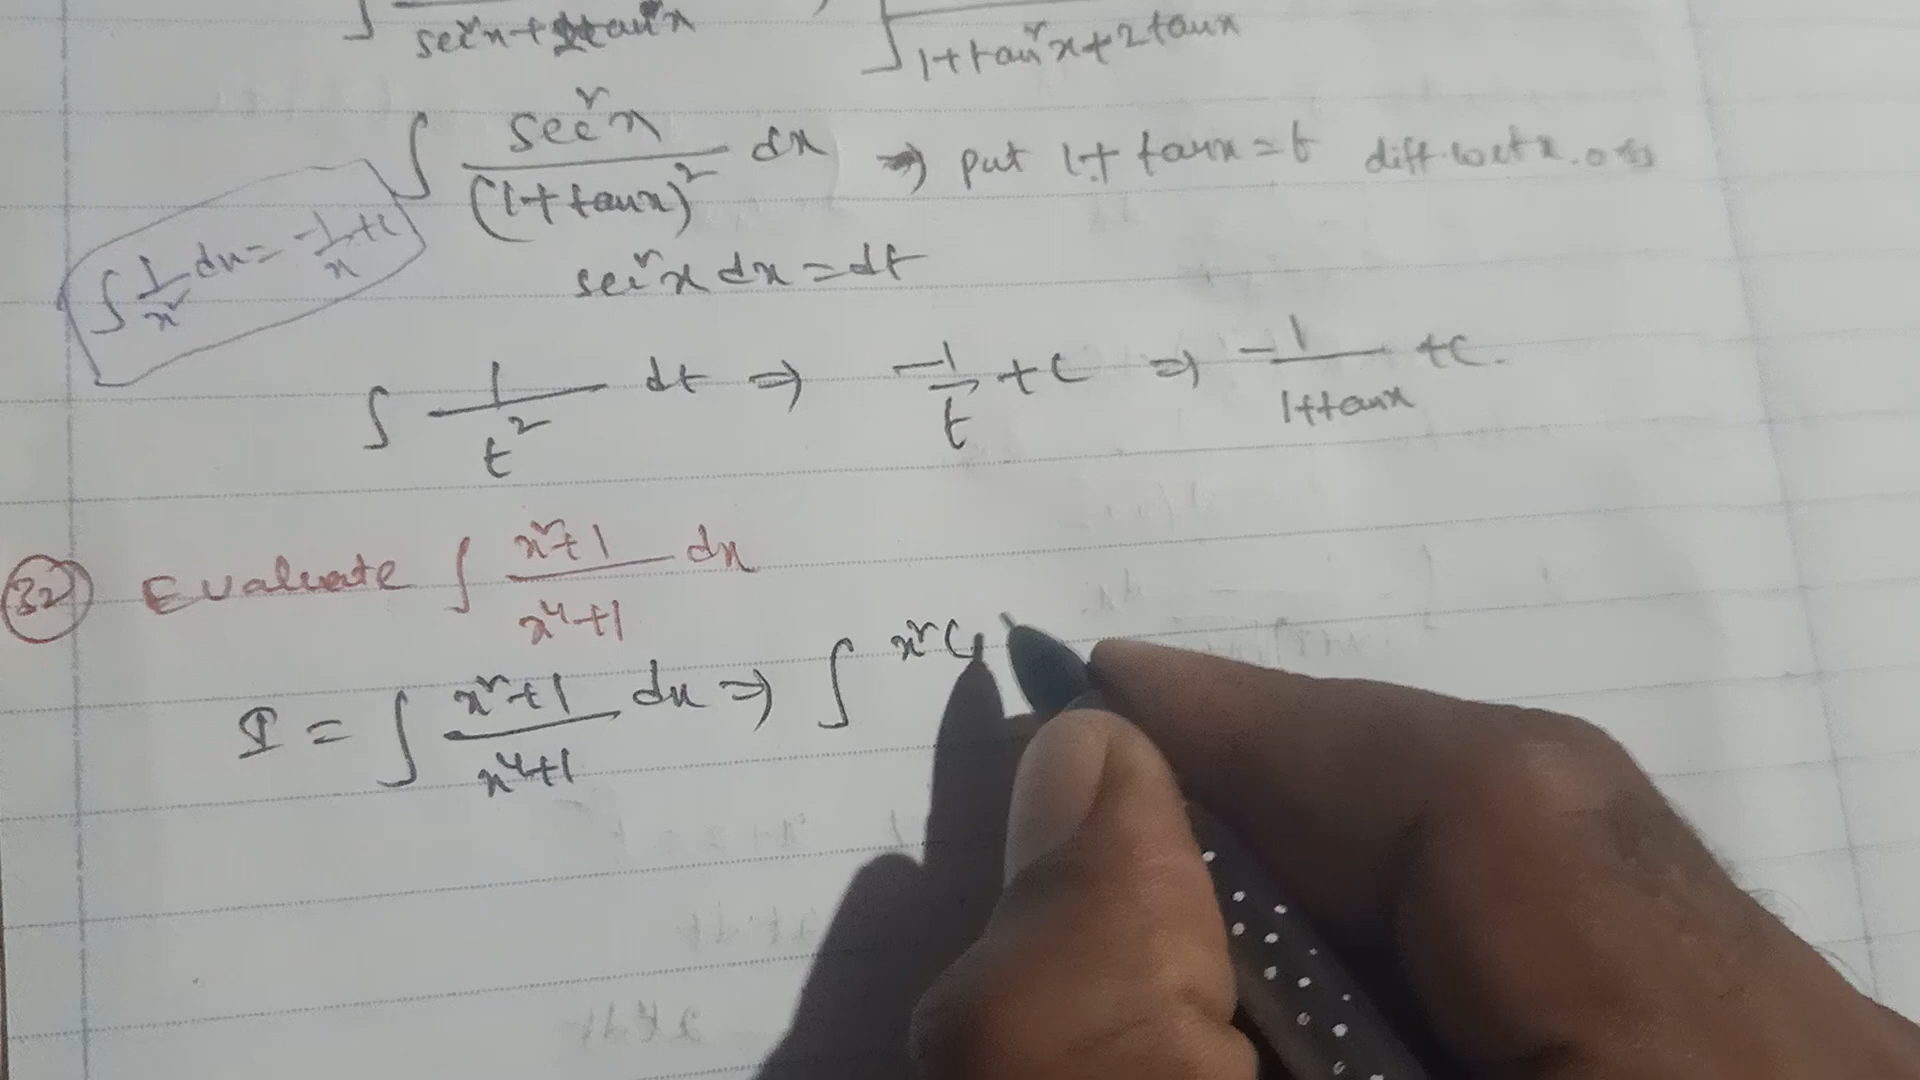 sec²x+2tanx , ∫ 1+tan²x+2tanx
∫ sec²x/(1+tanx)² dx ⇒ put 1+tanx=t diff.w.r.t x. o
∫ 1/x² dx = -1/x +c
sec²x dx = dt
∫ 1/t² dt ⇒ -1/t +c ⇒ -1/1+tanx +c.
32 Evaluate ∫ x²+1/x⁴+1 dx
I = ∫ x²+1/x⁴+1 dx ⇒ ∫ x²(